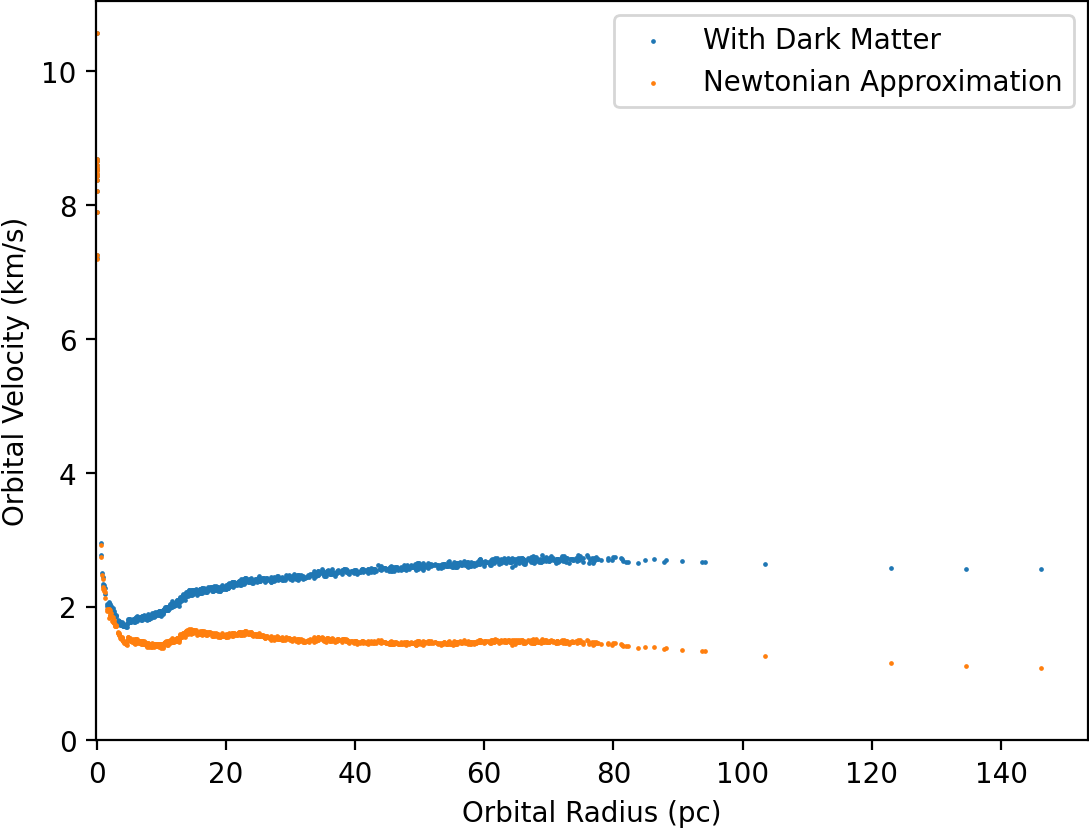 With Dark Matter
Newtonian Approximation
Orbital Velocity (km/s)
10
8
6
4
2
0
0 20 40 60 80 100 120 140
Orbital Radius (pc)